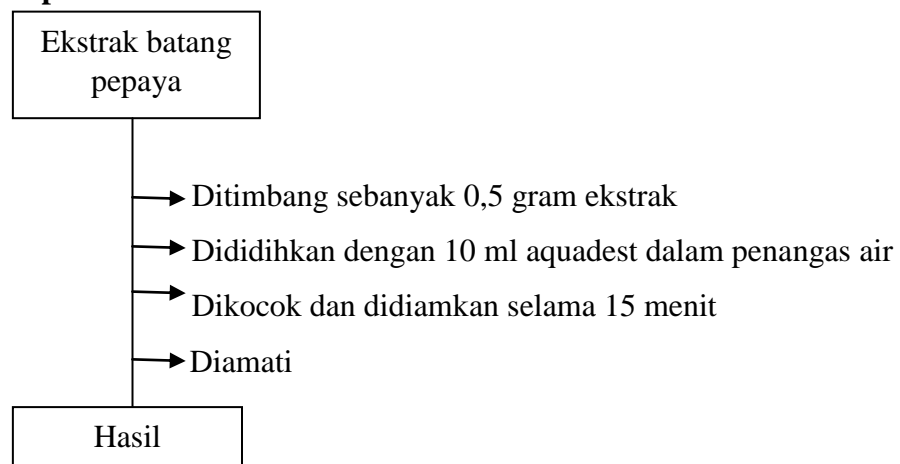 Ekstrak batang
pepaya
Ditimbang sebanyak 0,5 gram ekstrak
Dididihkan dengan 10 ml aquadest dalam penangas air
Dikocok dan didiamkan selama 15 menit
Diamati
Hasil